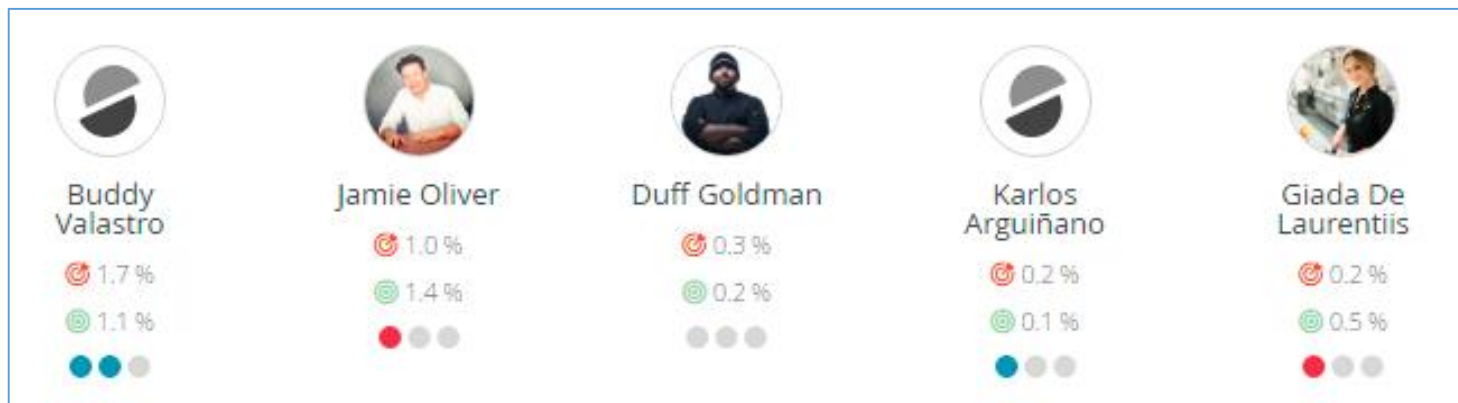 Buddy
Valastro
1.7 %
1.1 %
Jamie Oliver
1.0 %
1.4 %
Duff Goldman
0.3 %
0.2 %
Karlos
Arguiñano
0.2 %
0.1 %
Giada De
Laurentiis
0.2 %
0.5 %